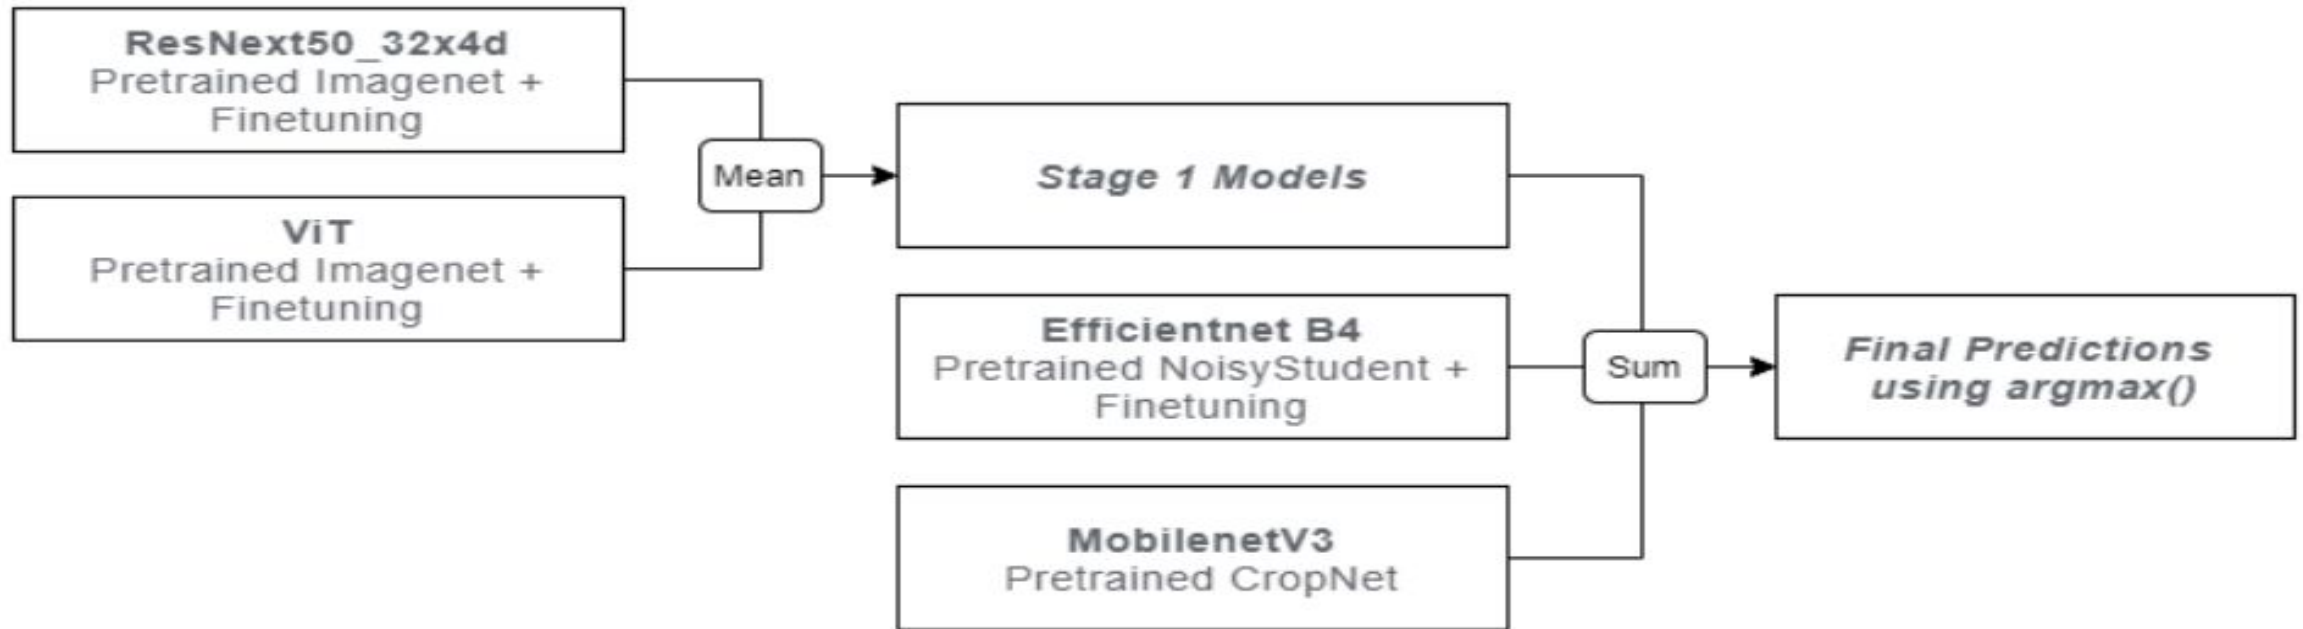 ResNext50_32x4d
Pretrained Imagenet +
Finetuning
ViT
Pretrained Imagenet +
Finetuning
Mean
Stage 1 Models
Efficientnet B4
Pretrained NoisyStudent +
Finetuning
MobilenetV3
Pretrained CropNet
Sum
Final Predictions
using argmax()